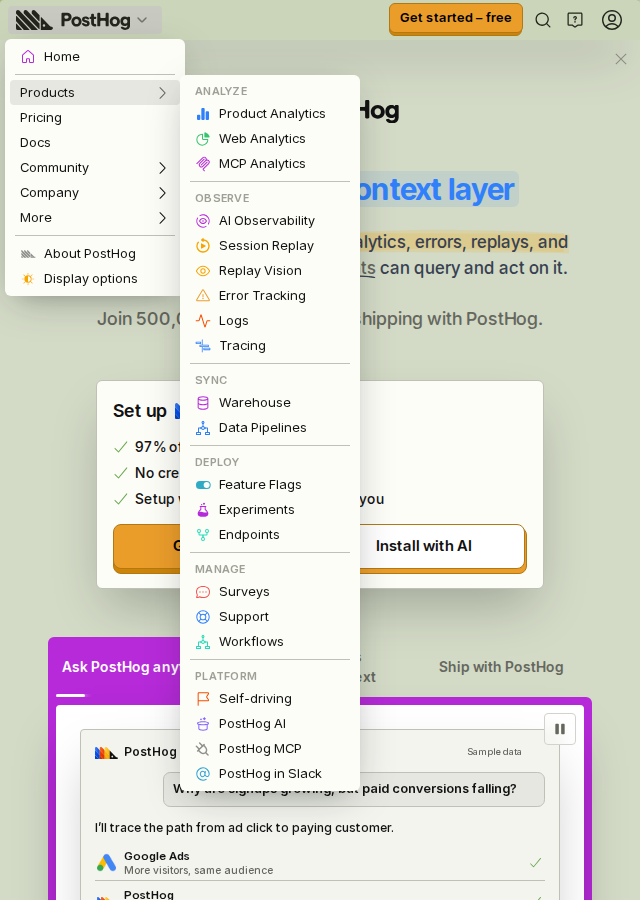 PostHog
Get started – free
Home
Products
Pricing
Docs
Community
Company
More
About PostHog
Display options
ANALYZE
Product Analytics
Web Analytics
MCP Analytics
OBSERVE
AI Observability
Session Replay
Replay Vision
Error Tracking
Logs
Tracing
SYNC
Warehouse
Data Pipelines
DEPLOY
Feature Flags
Experiments
Endpoints
MANAGE
Surveys
Support
Workflows
PLATFORM
Self-driving
PostHog AI
PostHog MCP
PostHog in Slack
Hog
context layer
alytics, errors, replays, and
ts can query and act on it.
Join 500,0 shipping with PostHog.
Set up
97% of
No cre
Setup you
G
Install with AI
Ask PostHog any
ext
Ship with PostHog
PostHog
Sample data
Why are signups growing, but paid conversions falling?
I'll trace the path from ad click to paying customer.
Google Ads
More visitors, same audience
PostHog